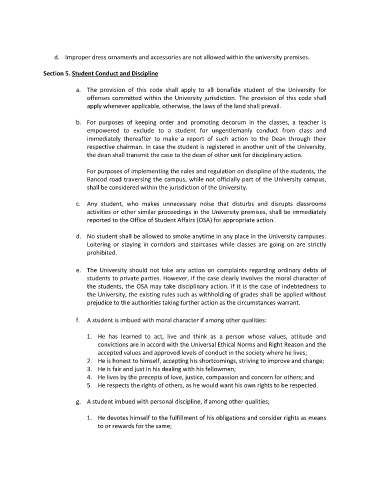 d. Improper dress ornaments and accessories are not allowed within the university premises.
Section 5. Student Conduct and Discipline
a. The provision of this code shall apply to all bonafide student of the University for
offenses committed within the University jurisdiction. The provision of this code shall
apply whenever applicable, otherwise, the laws of the land shall prevail.
b. For purposes of keeping order and promoting decorum in the classes, a teacher is
empowered to exclude to a student for ungentlemanly conduct from class and
immediately thereafter to make a report of such action to the Dean through their
respective chairman. In case the student is registered in another unit of the University,
the dean shall transmit the case to the dean of other unit for disciplinary action.
For purposes of implementing the rules and regulation on discipline of the students, the
Bancod road traversing the campus, while not officially part of the University campus,
shall be considered within the jurisdiction of the University.
c. Any student, who makes unnecessary noise that disturbs and disrupts classrooms
activities or other similar proceedings in the University premises, shall be immediately
reported to the Office of Student Affairs (OSA) for appropriate action.
d. No student shall be allowed to smoke anytime in any place in the University campuses.
Loitering or staying in corridors and staircases while classes are going on are strictly
prohibited.
e. The University should not take any action on complaints regarding ordinary debts of
students to private parties. However, if the case clearly involves the moral character of
the students, the OSA may take disciplinary action. If it is the case of indebtedness to
the University, the existing rules such as withholding of grades shall be applied without
prejudice to the authorities taking further action as the circumstances warrant.
f. A student is imbued with moral character if among other qualities:
1. He has learned to act, live and think as a person whose values, attitude and
convictions are in accord with the Universal Ethical Norms and Right Reason and the
accepted values and approved levels of conduct in the society where he lives;
2. He is honest to himself, accepting his shortcomings, striving to improve and change;
3. He is fair and just in his dealing with his fellowmen;
4. He lives by the precepts of love, justice, compassion and concern for others; and
5. He respects the rights of others, as he would want his own rights to be respected.
g. A student imbued with personal discipline, if among other qualities;
1. He devotes himself to the fulfillment of his obligations and consider rights as means
to or rewards for the same;